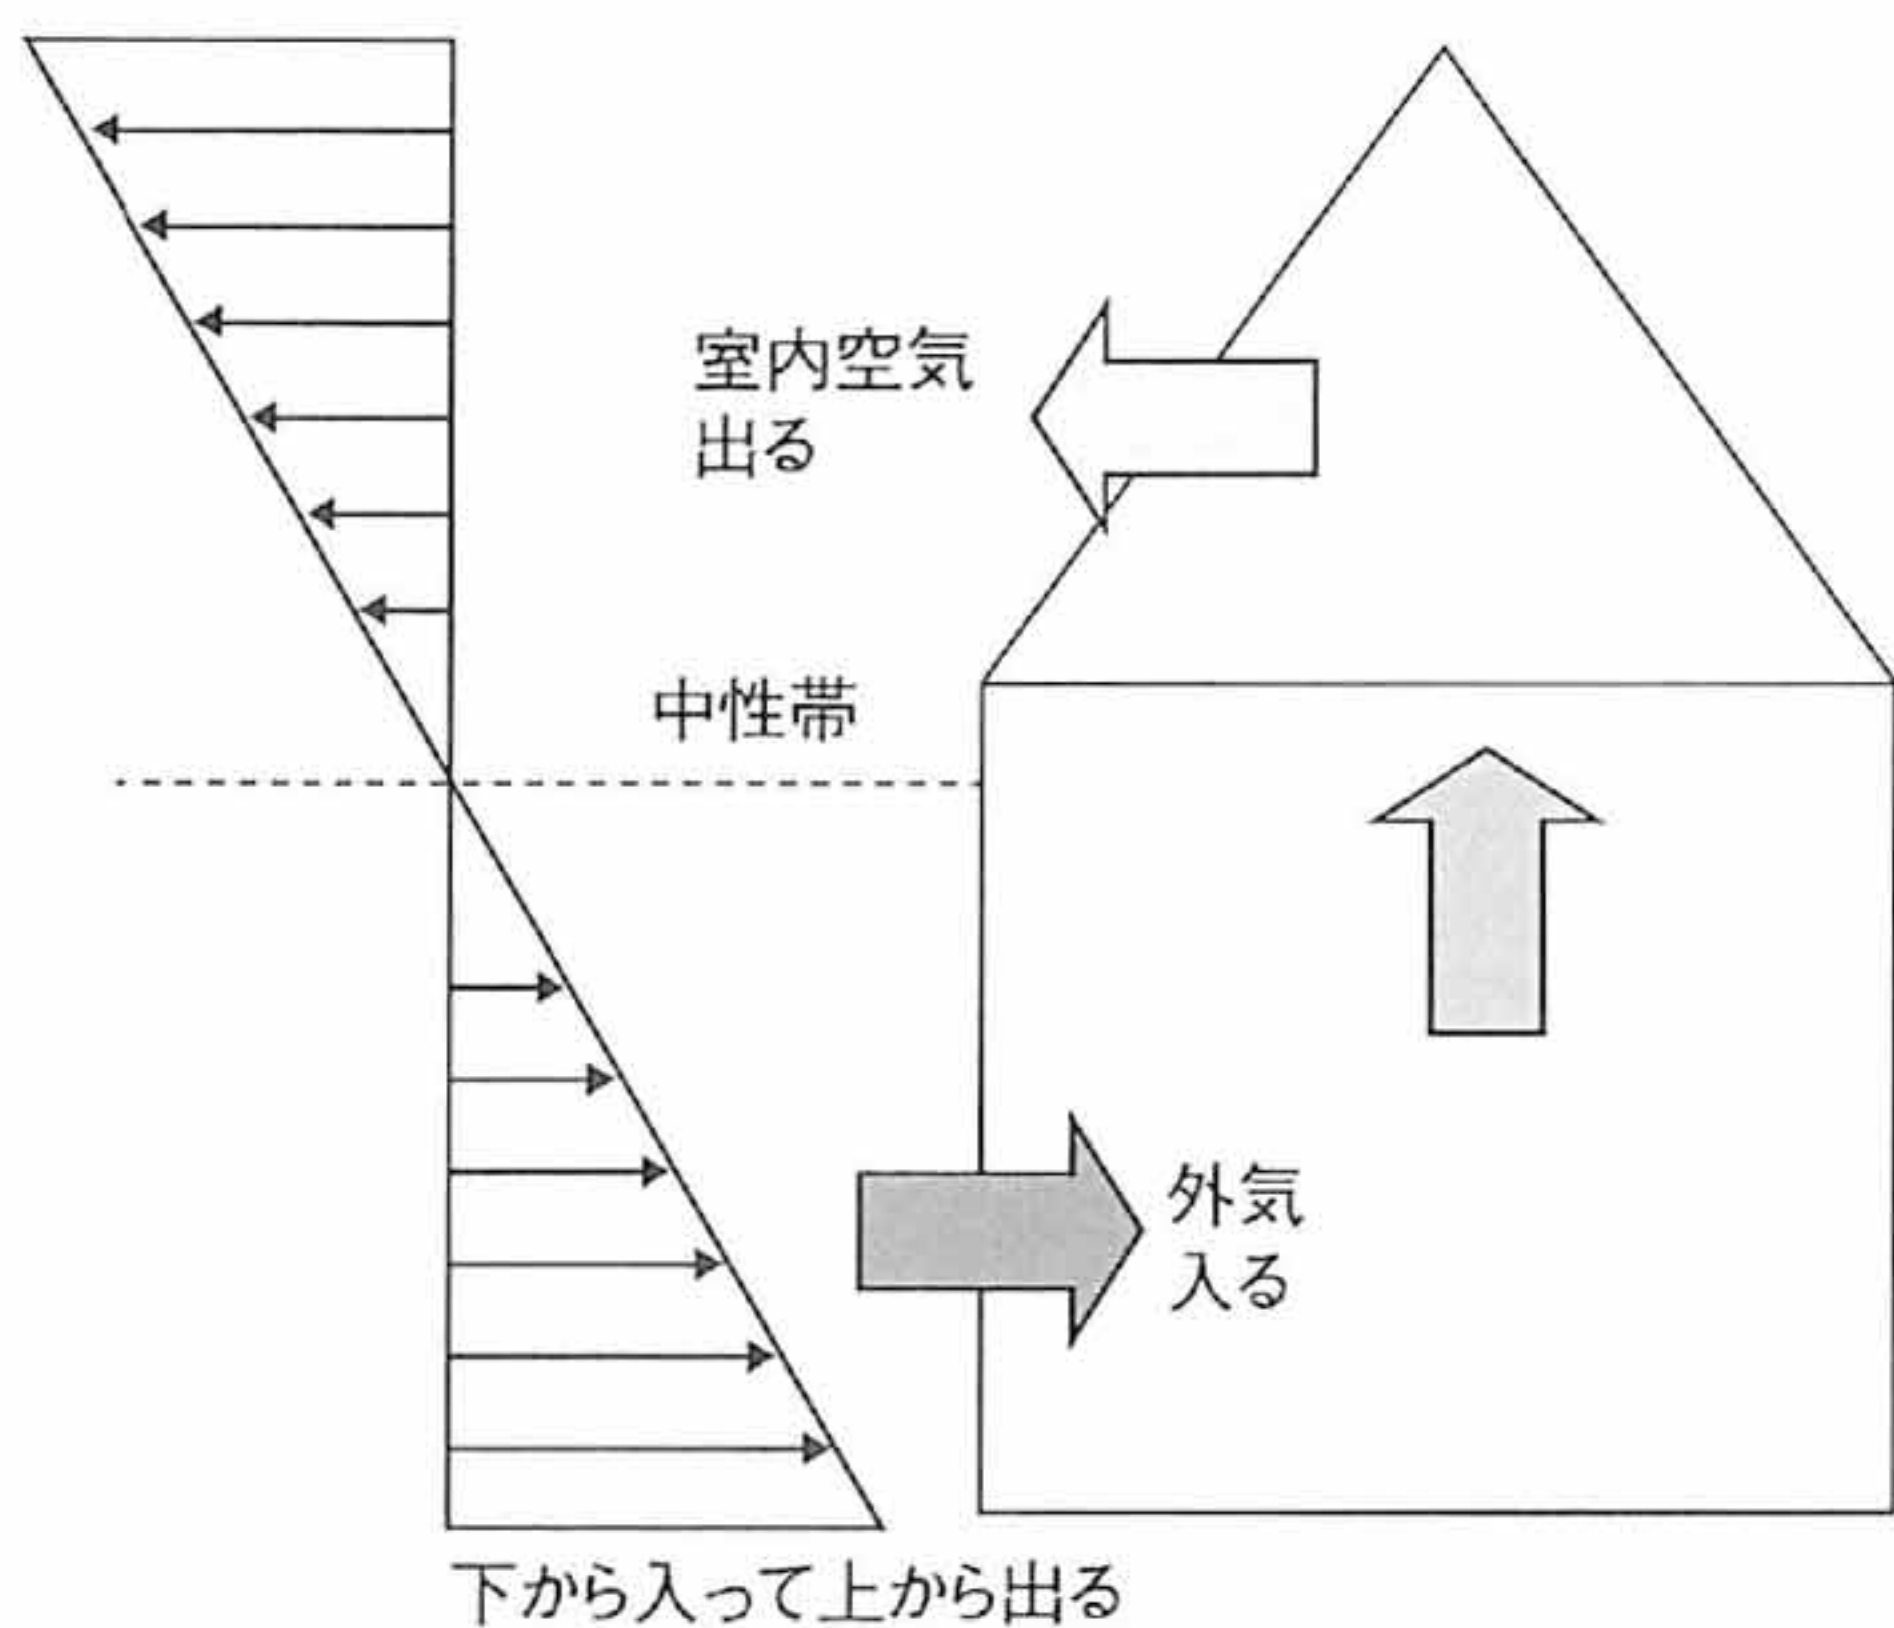 室内空気
出る
中性帯
外気
入る
下から入って上から出る